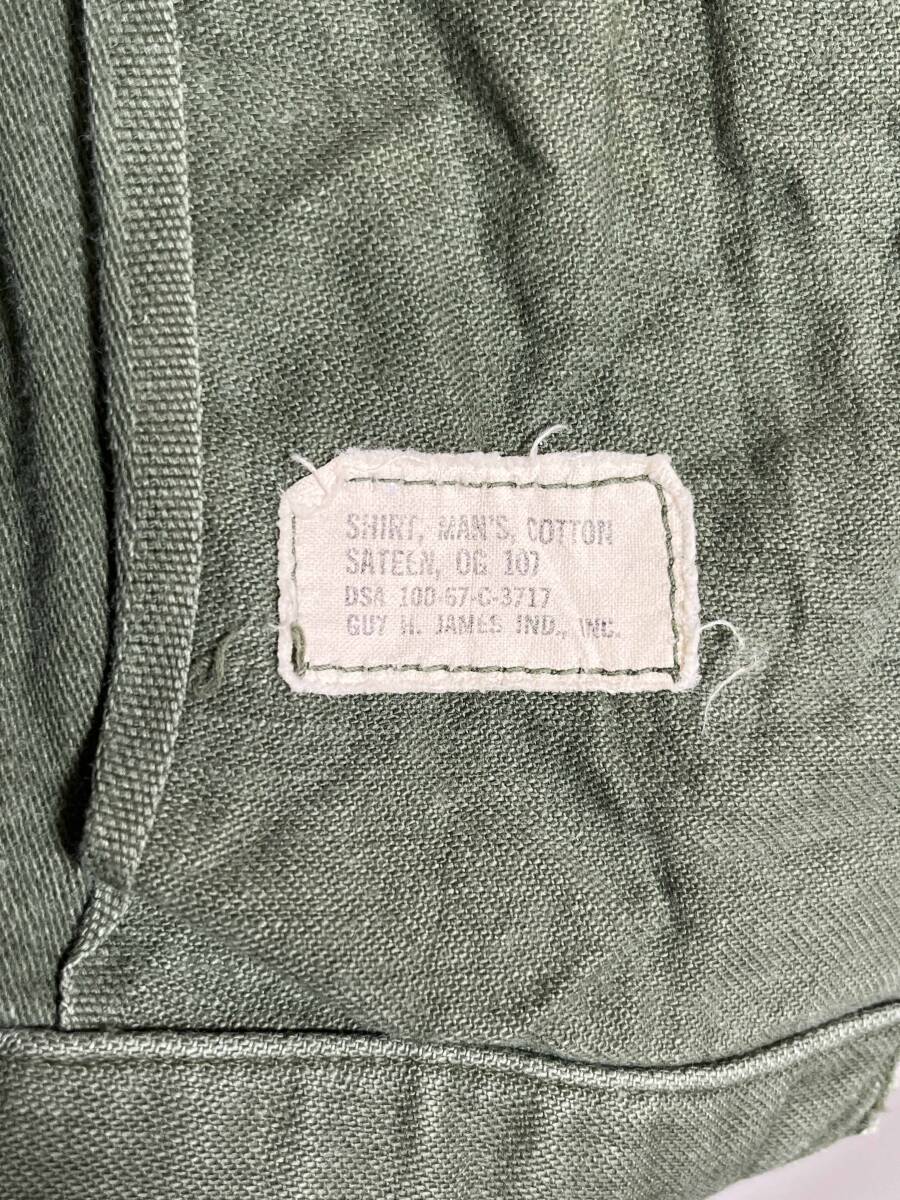 SHIRT, MAN'S, COTTON
SATEEN, OG 107
DSA 100-67-C-3717
GUY H. JAMES IND., INC.